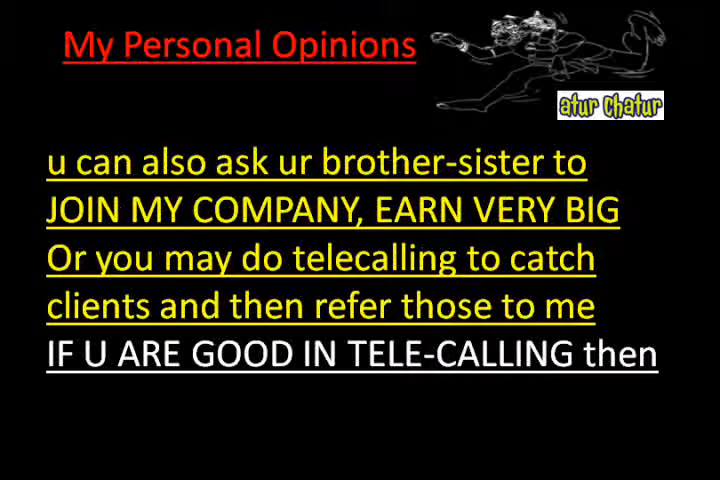 My Personal Opinions
atur chatur
u can also ask ur brother-sister to
JOIN MY COMPANY, EARN VERY BIG
Or you may do telecalling to catch
clients and then refer those to me
IF U ARE GOOD IN TELE-CALLING then